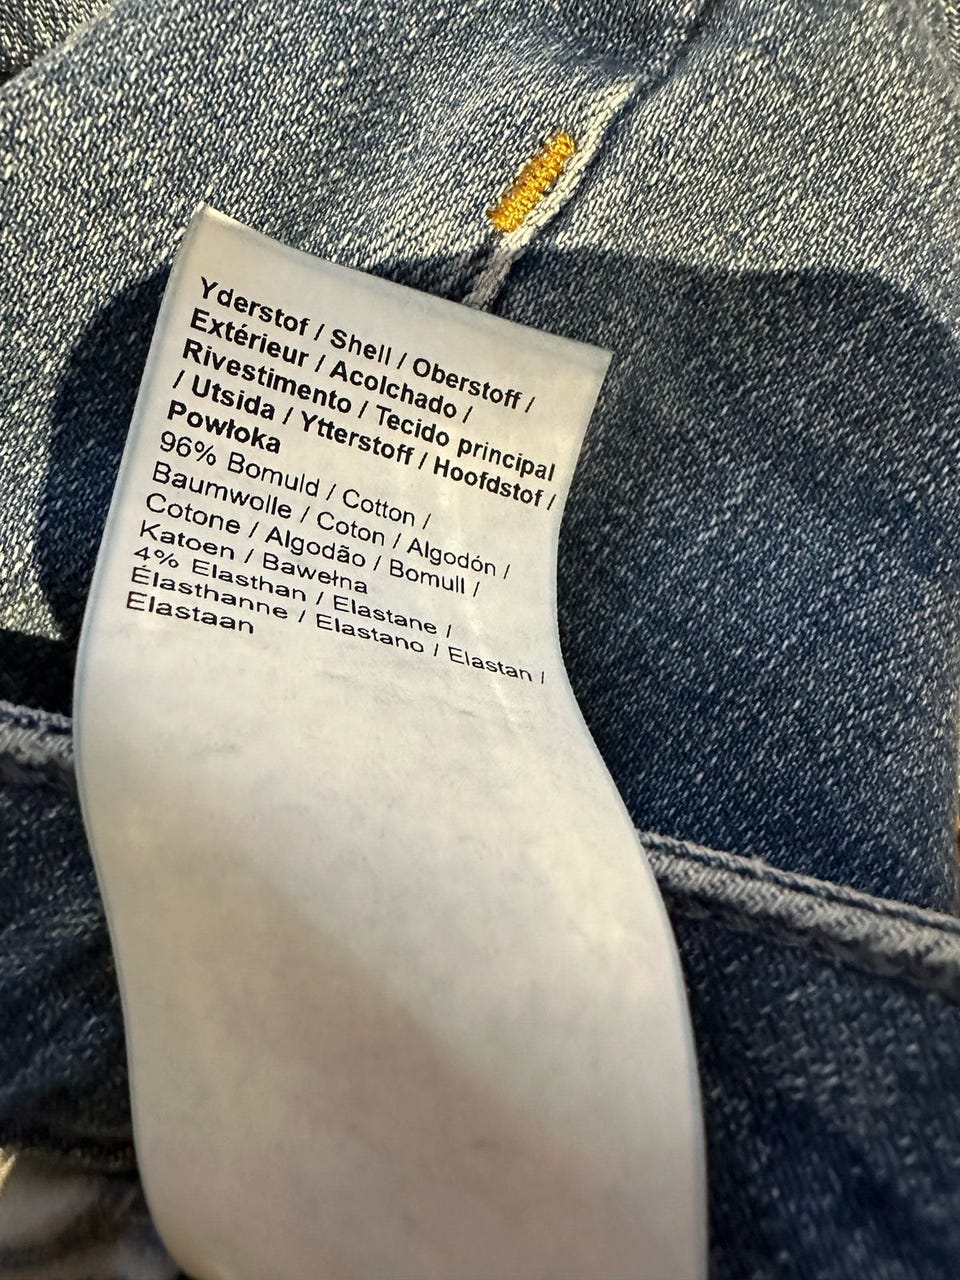 Yderstof / Shell / Oberstoff /
Extérieur / Acolchado /
Rivestimento / Tecido principal
/ Utsida / Ytterstoff / Hoofdstof /
Powłoka
96% Bomuld / Cotton /
Baumwolle / Coton / Algodón /
Cotone / Algodão / Bomull /
Katoen / Bawełna
4% Elasthan / Elastane /
Élasthanne / Elastano / Elastan /
Elastaan